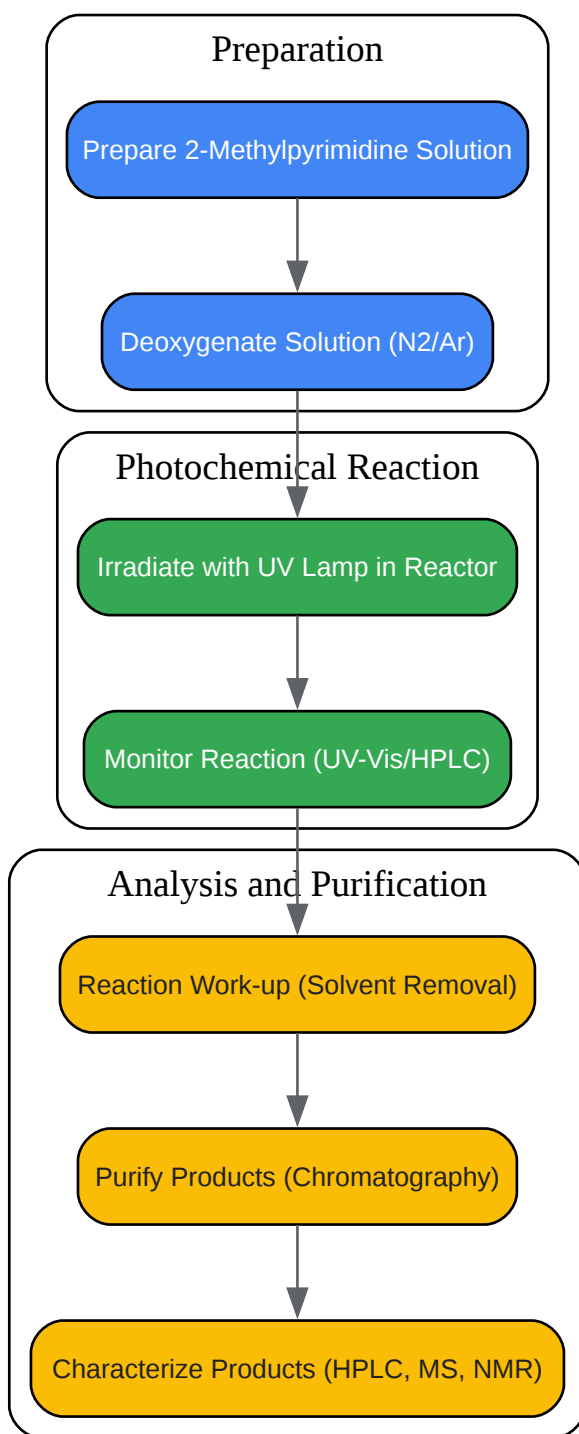 Preparation
Prepare 2-Methylpyrimidine Solution
Deoxygenate Solution (N2/Ar)
Photochemical Reaction
Irradiate with UV Lamp in Reactor
Monitor Reaction (UV-Vis/HPLC)
Analysis and Purification
Reaction Work-up (Solvent Removal)
Purify Products (Chromatography)
Characterize Products (HPLC, MS, NMR)